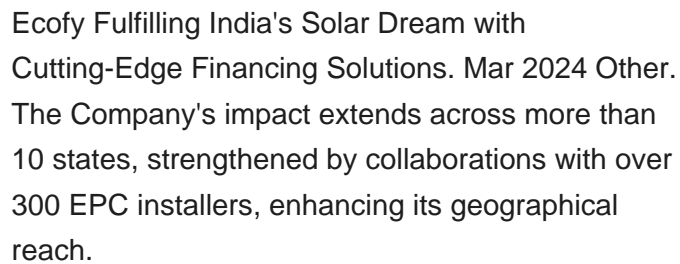 Ecofy Fulfilling India's Solar Dream with
Cutting-Edge Financing Solutions. Mar 2024 Other.
The Company's impact extends across more than
10 states, strengthened by collaborations with over
300 EPC installers, enhancing its geographical
reach.